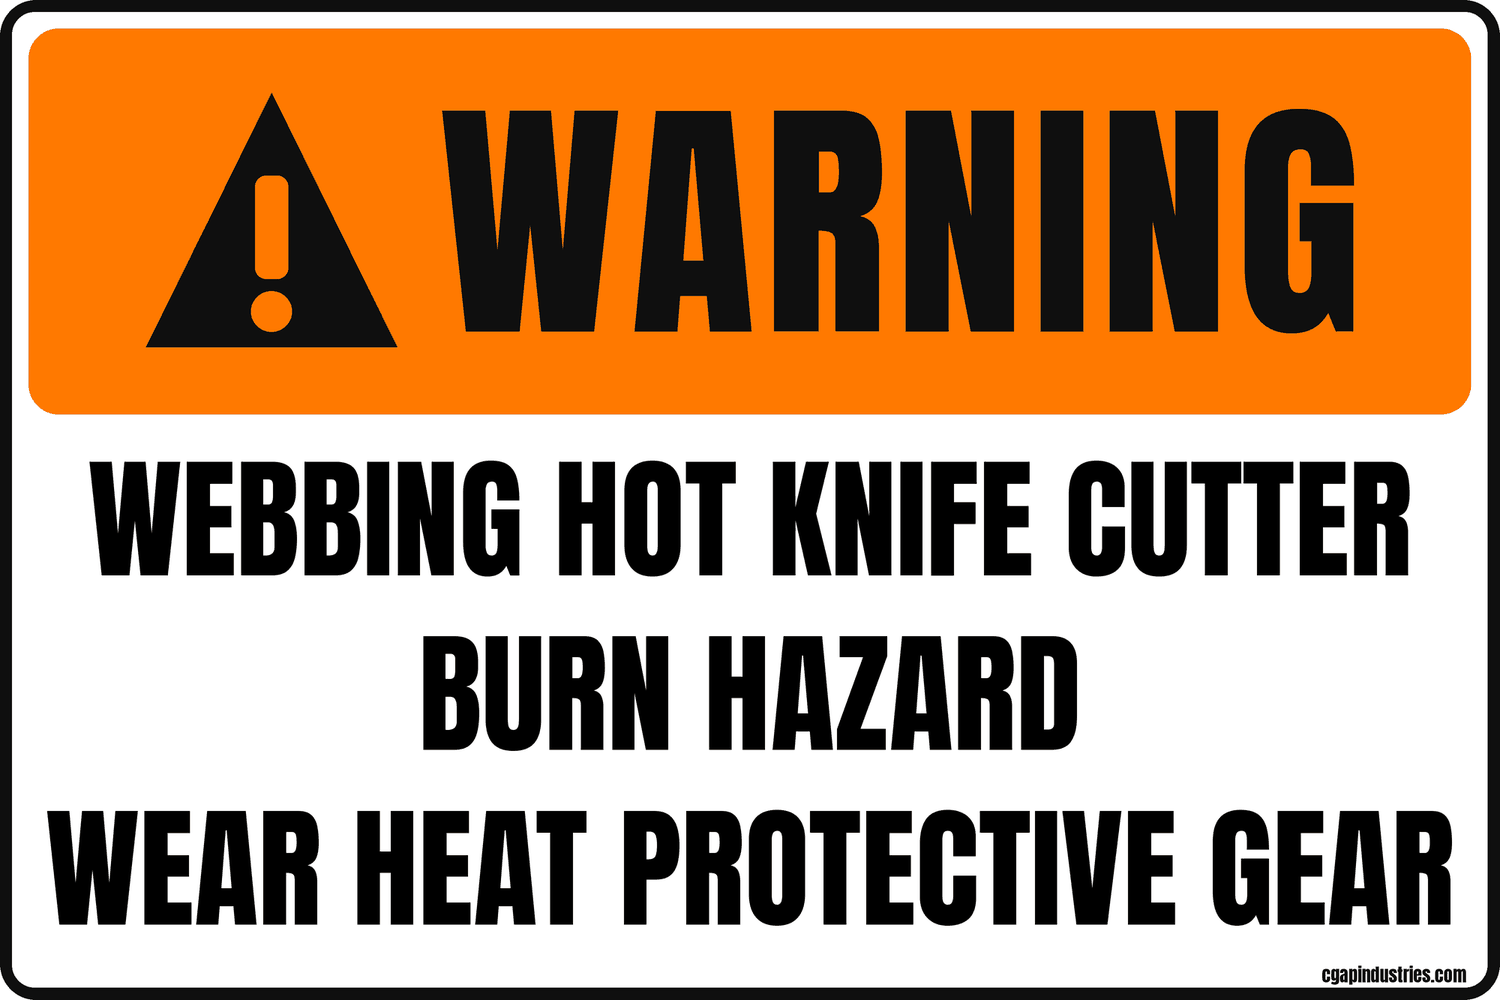 WARNING
WEBBING HOT KNIFE CUTTER
BURN HAZARD
WEAR HEAT PROTECTIVE GEAR
cgapindustries.com